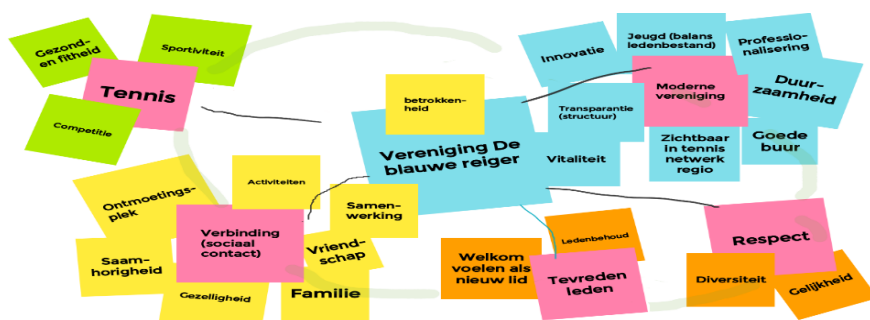 Gezond-
en fitheid
Sportiviteit
Tennis
Competitie
betrokken-
heid
Vereniging De
blauwe reiger
Innovatie
Jeugd (balans
ledenbestand)
Professio-
nalisering
Moderne
vereniging
Duur-
zaamheid
Transparantie
(structuur)
Vitaliteit
Zichtbaar
in tennis
netwerk
regio
Goede
buur
Ontmoetings-
plek
Activiteiten
Samen-
werking
Verbinding
(sociaal
contact)
Vriend-
schap
Saam-
horigheid
Gezelligheid
Familie
Welkom
voelen als
nieuw lid
Ledenbehoud
Tevreden
leden
Respect
Diversiteit
Gelijkheid